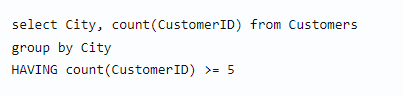 select City, count(CustomerID) from Customers
group by City
HAVING count(CustomerID) >= 5